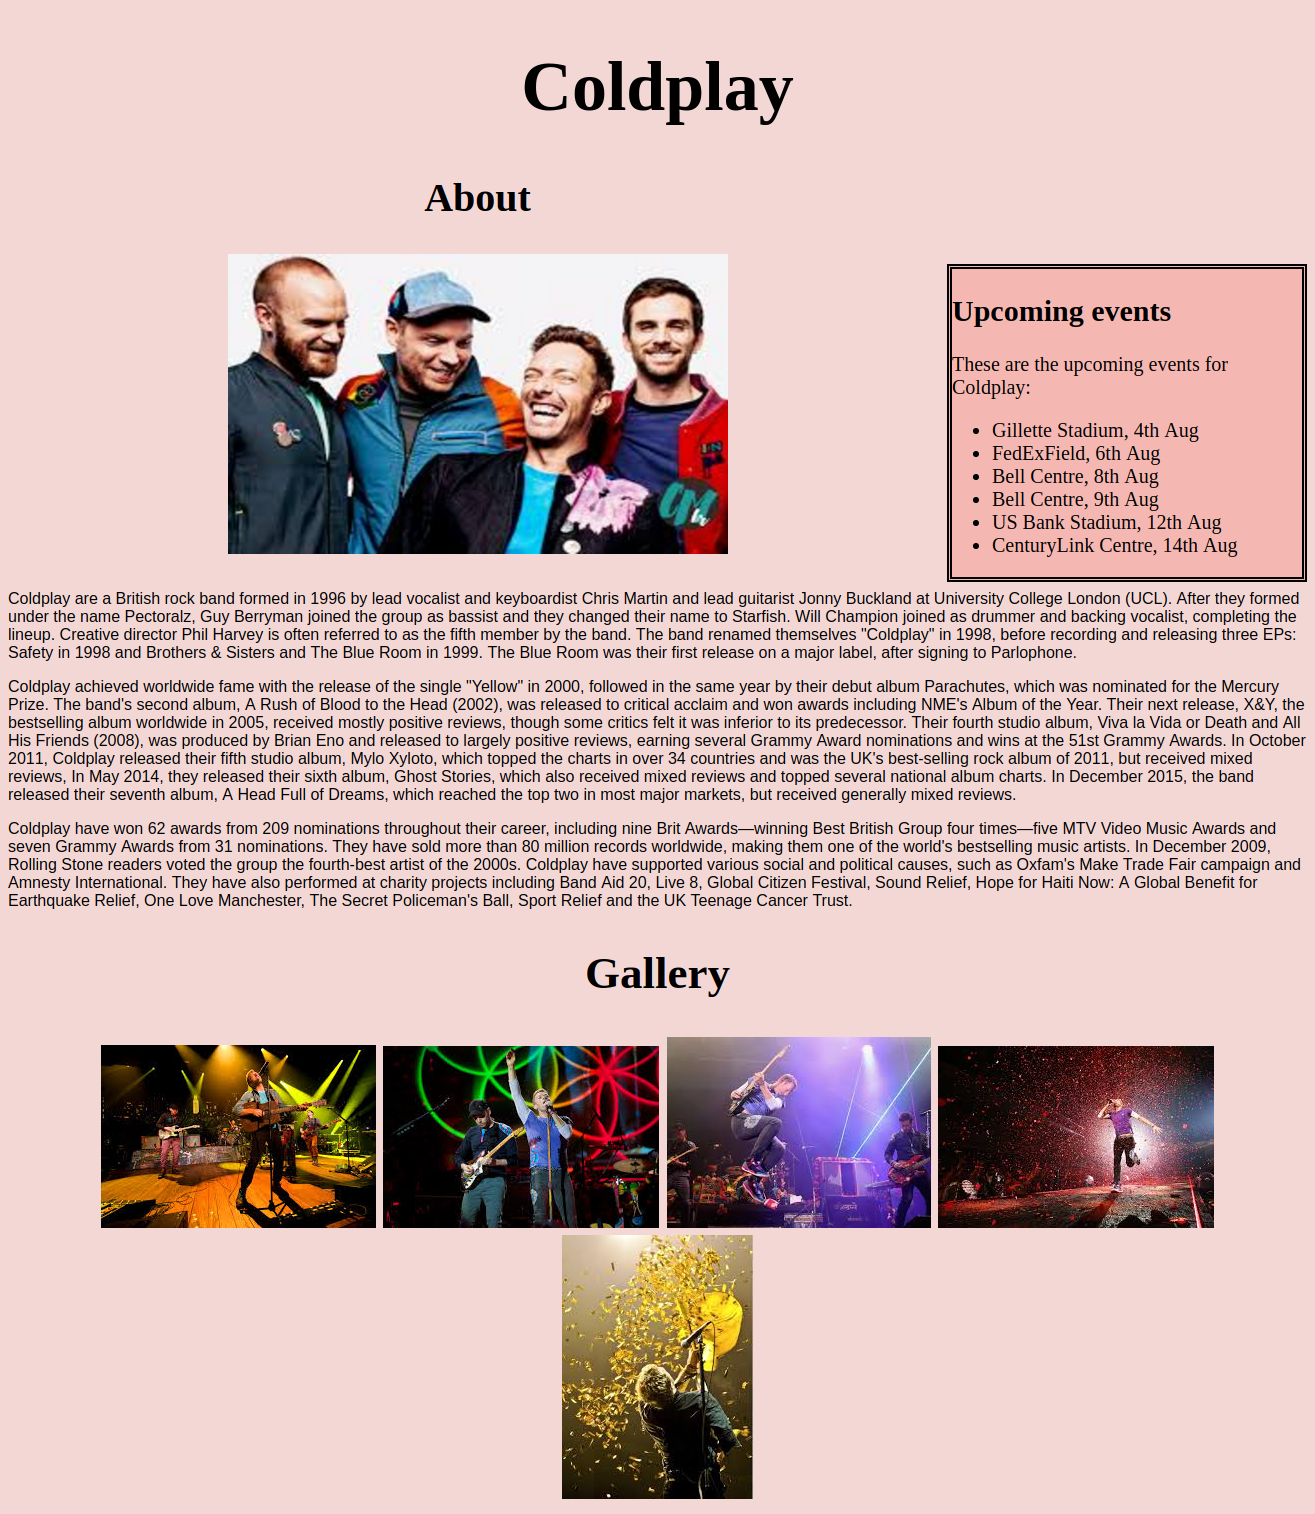 Coldplay
About
Upcoming events
These are the upcoming events for
Coldplay:
Gillette Stadium, 4th Aug
FedExField, 6th Aug
Bell Centre, 8th Aug
Bell Centre, 9th Aug
US Bank Stadium, 12th Aug
CenturyLink Centre, 14th Aug
Coldplay are a British rock band formed in 1996 by lead vocalist and keyboardist Chris Martin and lead guitarist Jonny Buckland at University College London (UCL). After they formed
under the name Pectoralz, Guy Berryman joined the group as bassist and they changed their name to Starfish. Will Champion joined as drummer and backing vocalist, completing the
lineup. Creative director Phil Harvey is often referred to as the fifth member by the band. The band renamed themselves "Coldplay" in 1998, before recording and releasing three EPs:
Safety in 1998 and Brothers & Sisters and The Blue Room in 1999. The Blue Room was their first release on a major label, after signing to Parlophone.
Coldplay achieved worldwide fame with the release of the single "Yellow" in 2000, followed in the same year by their debut album Parachutes, which was nominated for the Mercury
Prize. The band's second album, A Rush of Blood to the Head (2002), was released to critical acclaim and won awards including NME's Album of the Year. Their next release, X&Y, the
bestselling album worldwide in 2005, received mostly positive reviews, though some critics felt it was inferior to its predecessor. Their fourth studio album, Viva la Vida or Death and All
His Friends (2008), was produced by Brian Eno and released to largely positive reviews, earning several Grammy Award nominations and wins at the 51st Grammy Awards. In October
2011, Coldplay released their fifth studio album, Mylo Xyloto, which topped the charts in over 34 countries and was the UK's best-selling rock album of 2011, but received mixed
reviews, In May 2014, they released their sixth album, Ghost Stories, which also received mixed reviews and topped several national album charts. In December 2015, the band
released their seventh album, A Head Full of Dreams, which reached the top two in most major markets, but received generally mixed reviews.
Coldplay have won 62 awards from 209 nominations throughout their career, including nine Brit Awards—winning Best British Group four times—five MTV Video Music Awards and
seven Grammy Awards from 31 nominations. They have sold more than 80 million records worldwide, making them one of the world's bestselling music artists. In December 2009,
Rolling Stone readers voted the group the fourth-best artist of the 2000s. Coldplay have supported various social and political causes, such as Oxfam's Make Trade Fair campaign and
Amnesty International. They have also performed at charity projects including Band Aid 20, Live 8, Global Citizen Festival, Sound Relief, Hope for Haiti Now: A Global Benefit for
Earthquake Relief, One Love Manchester, The Secret Policeman's Ball, Sport Relief and the UK Teenage Cancer Trust.
Gallery